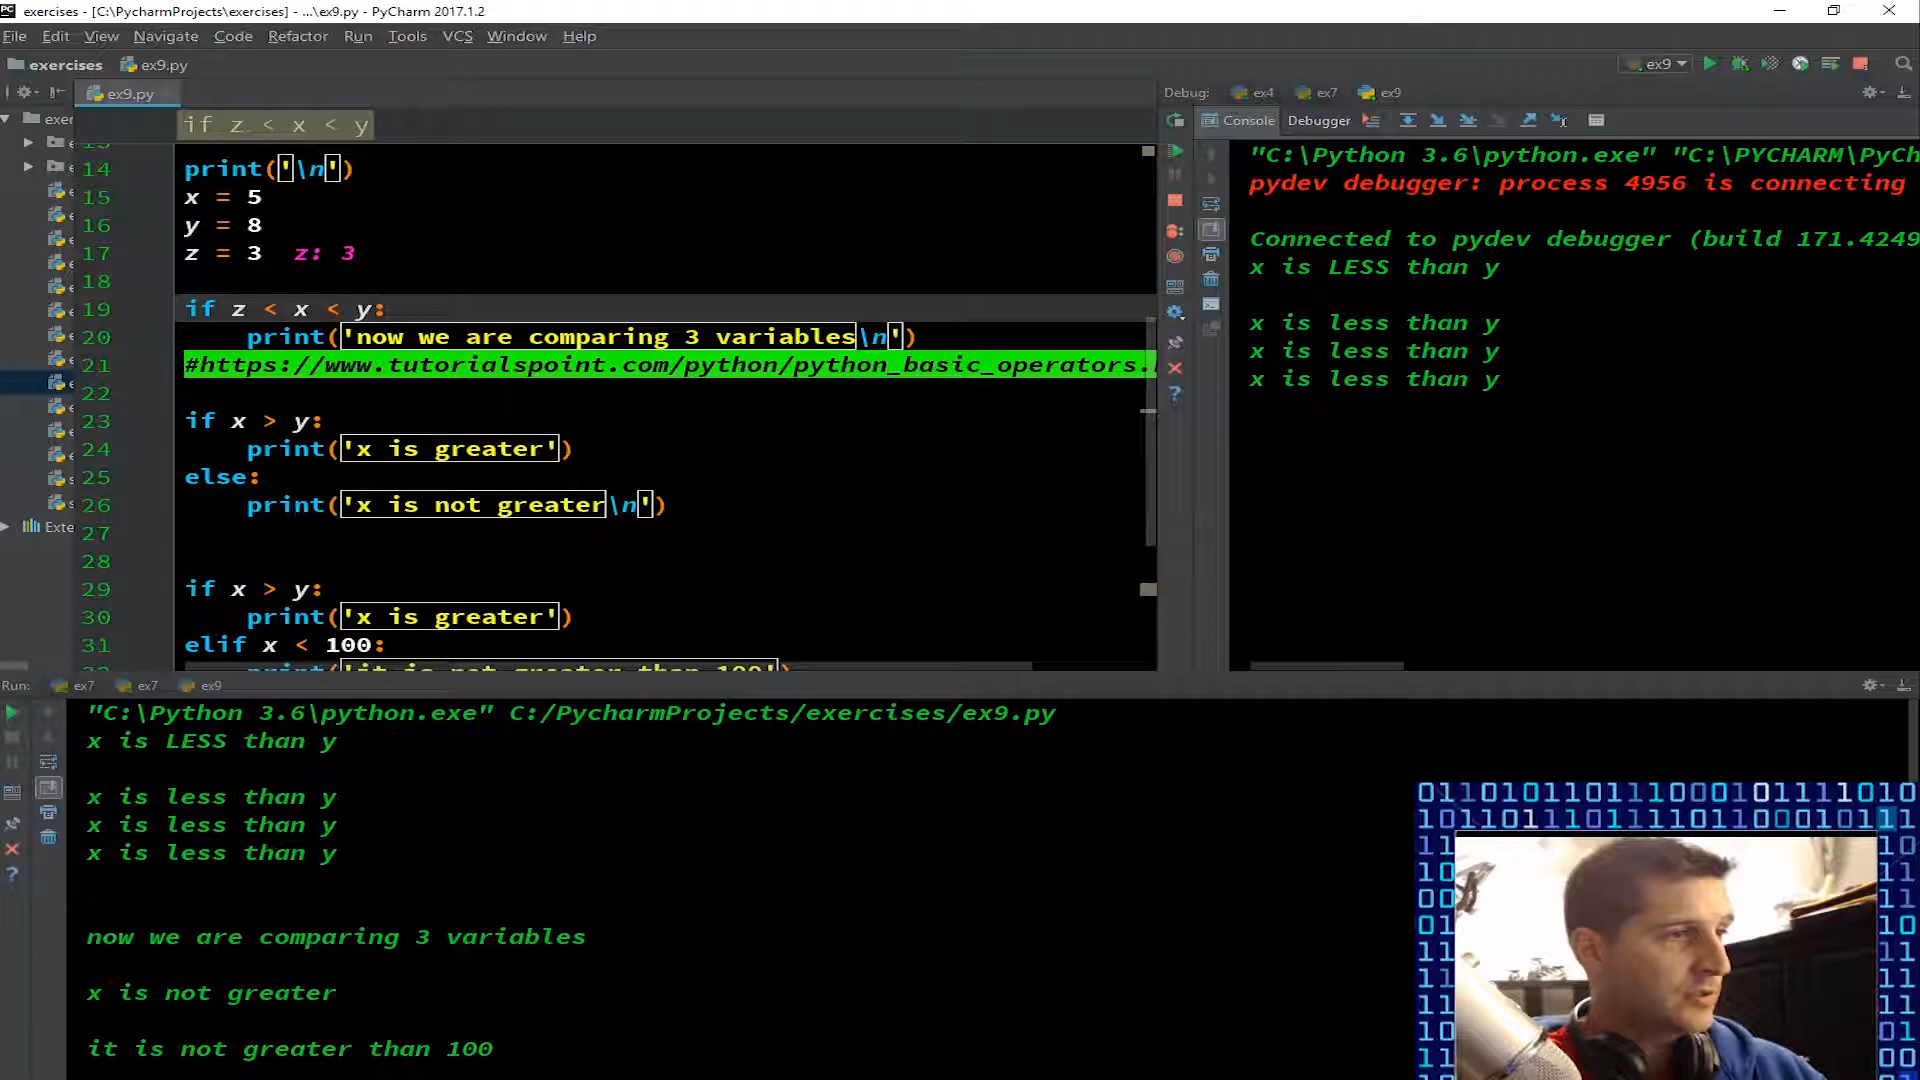 exercises - [C:\PycharmProjects\exercises] - ...\ex9.py - PyCharm 2017.1.2
File Edit View Navigate Code Refactor Run Tools VCS Window Help
exercises ex9.py
ex9
ex9.py
Debug: ex4 ex7 ex9
exer
if z < x < y
Console Debugger
14 print('\n')
15 x = 5
16 y = 8
17 z = 3 z: 3
18
19 if z < x < y:
20 print('now we are comparing 3 variables\n')
21 #https://www.tutorialspoint.com/python/python_basic_operators.
22
23 if x > y:
24 print('x is greater')
25 else:
26 print('x is not greater\n')
27
28
29 if x > y:
30 print('x is greater')
31 elif x < 100:
print('it is not greater than 100')
Exte
"C:\Python 3.6\python.exe" "C:\PYCHARM\PyCh
pydev debugger: process 4956 is connecting
Connected to pydev debugger (build 171.4249
x is LESS than y
x is less than y
x is less than y
x is less than y
Run: ex7 ex7 ex9
"C:\Python 3.6\python.exe" C:/PycharmProjects/exercises/ex9.py
x is LESS than y
x is less than y
x is less than y
x is less than y
now we are comparing 3 variables
x is not greater
it is not greater than 100